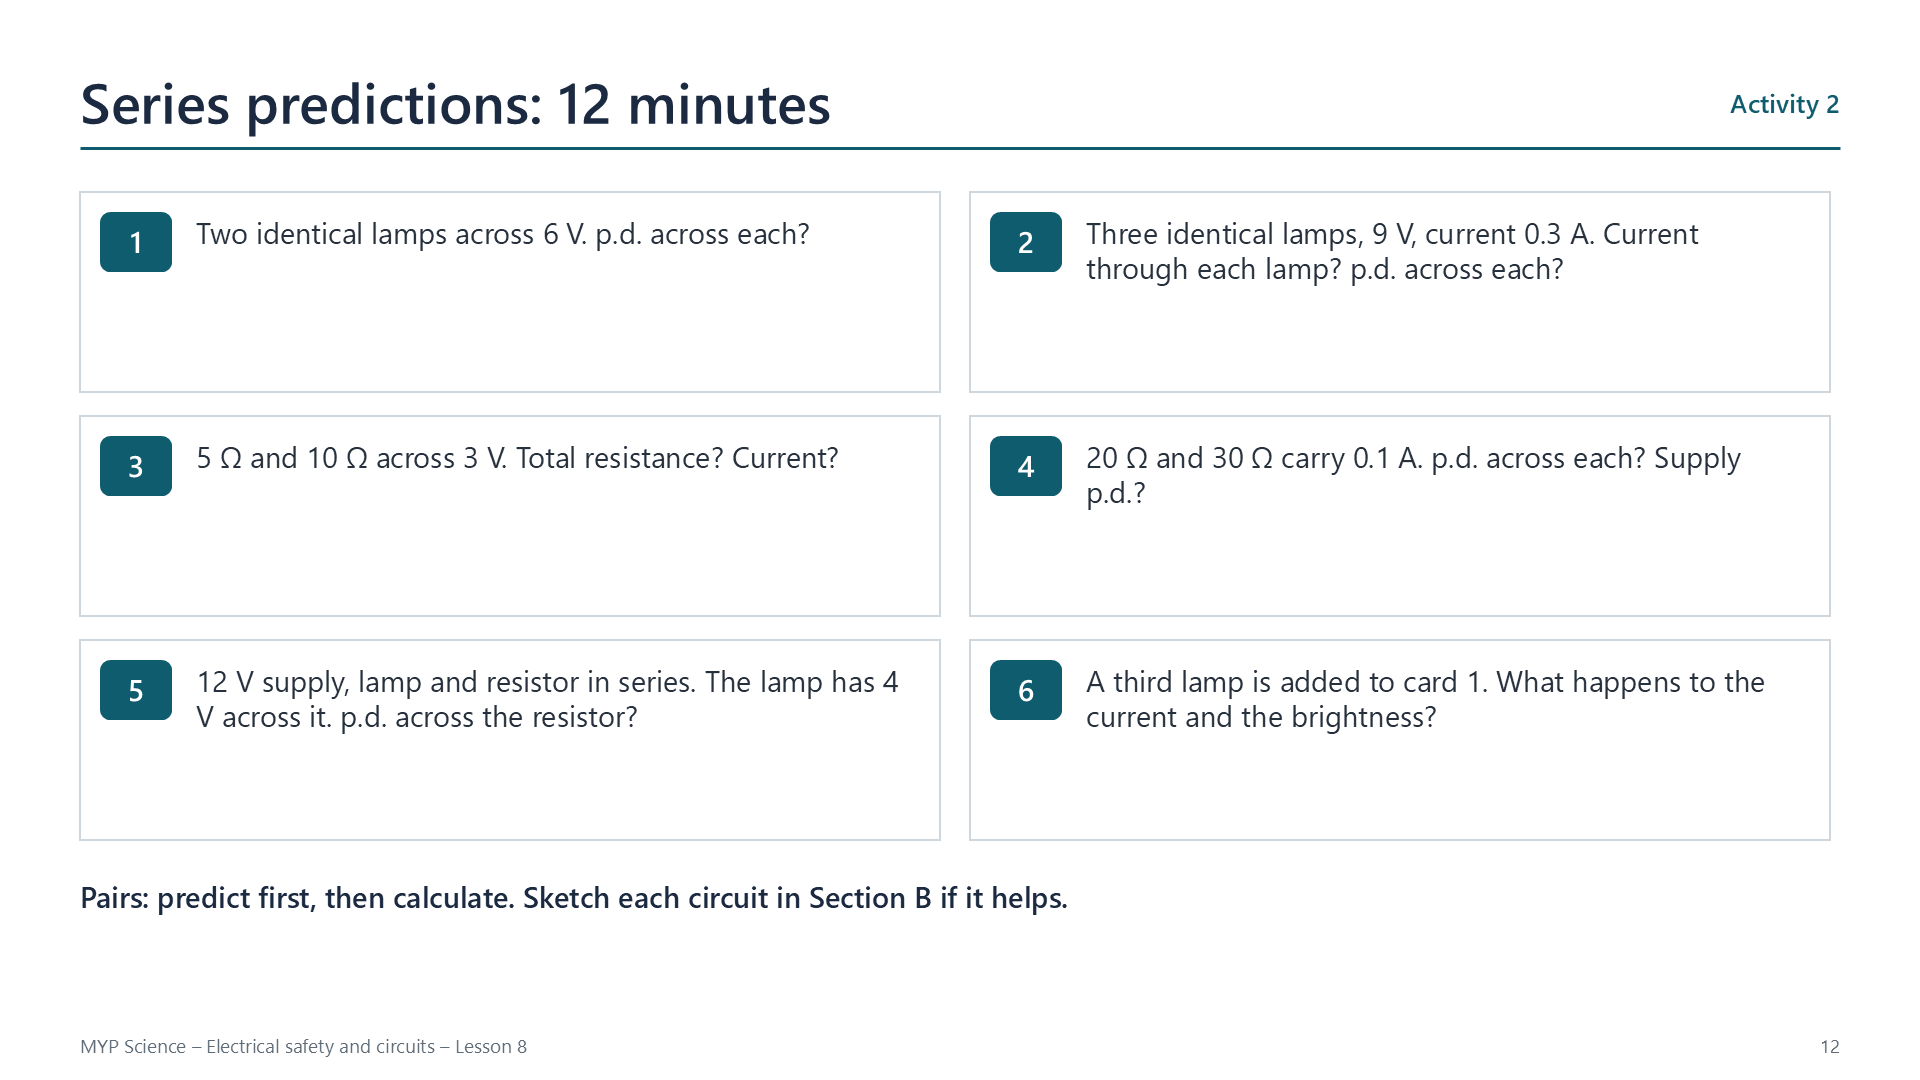 Series predictions: 12 minutes
Activity 2
1
Two identical lamps across 6 V. p.d. across each?
2
Three identical lamps, 9 V, current 0.3 A. Current
through each lamp? p.d. across each?
3
5 Ω and 10 Ω across 3 V. Total resistance? Current?
4
20 Ω and 30 Ω carry 0.1 A. p.d. across each? Supply
p.d.?
5
12 V supply, lamp and resistor in series. The lamp has 4
V across it. p.d. across the resistor?
6
A third lamp is added to card 1. What happens to the
current and the brightness?
Pairs: predict first, then calculate. Sketch each circuit in Section B if it helps.
MYP Science – Electrical safety and circuits – Lesson 8
12